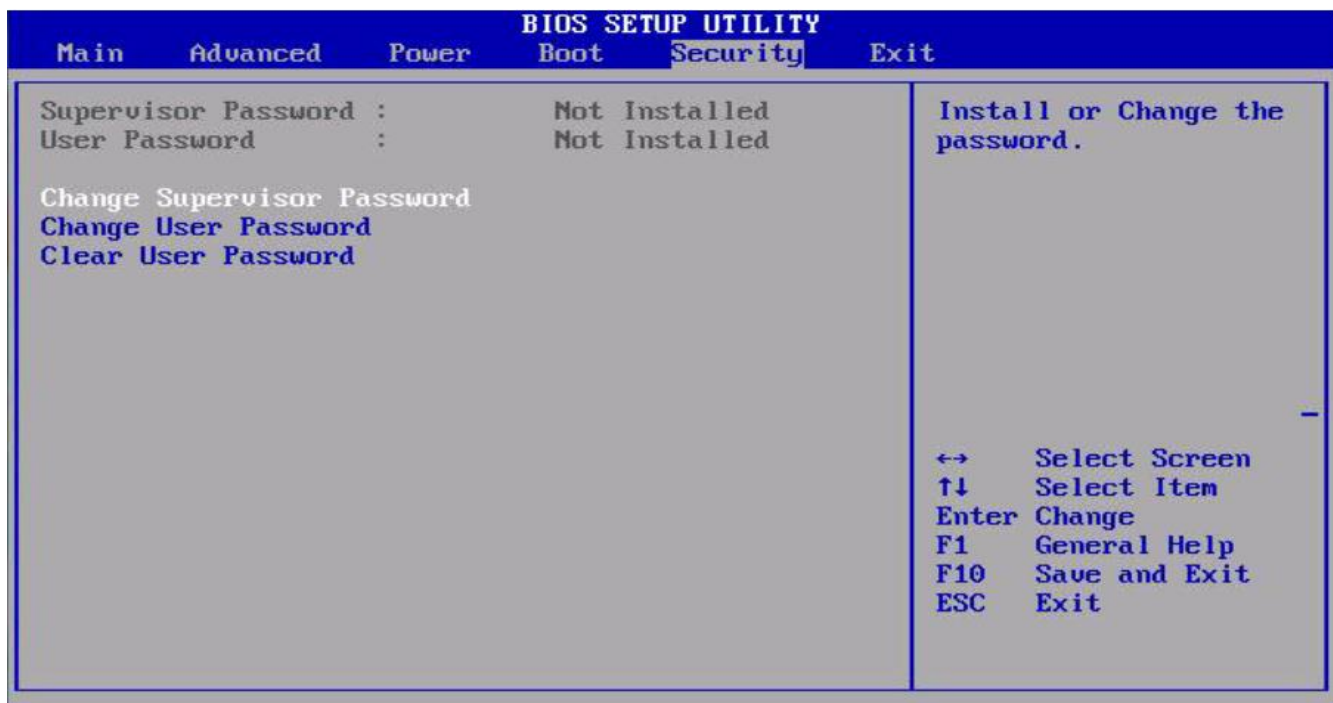 BIOS SETUP UTILITY
Main Advanced Power Boot Security Exit
Supervisor Password : Not Installed
User Password : Not Installed
Change Supervisor Password
Change User Password
Clear User Password
Install or Change the
password.
←→ Select Screen
↑↓ Select Item
Enter Change
F1 General Help
F10 Save and Exit
ESC Exit